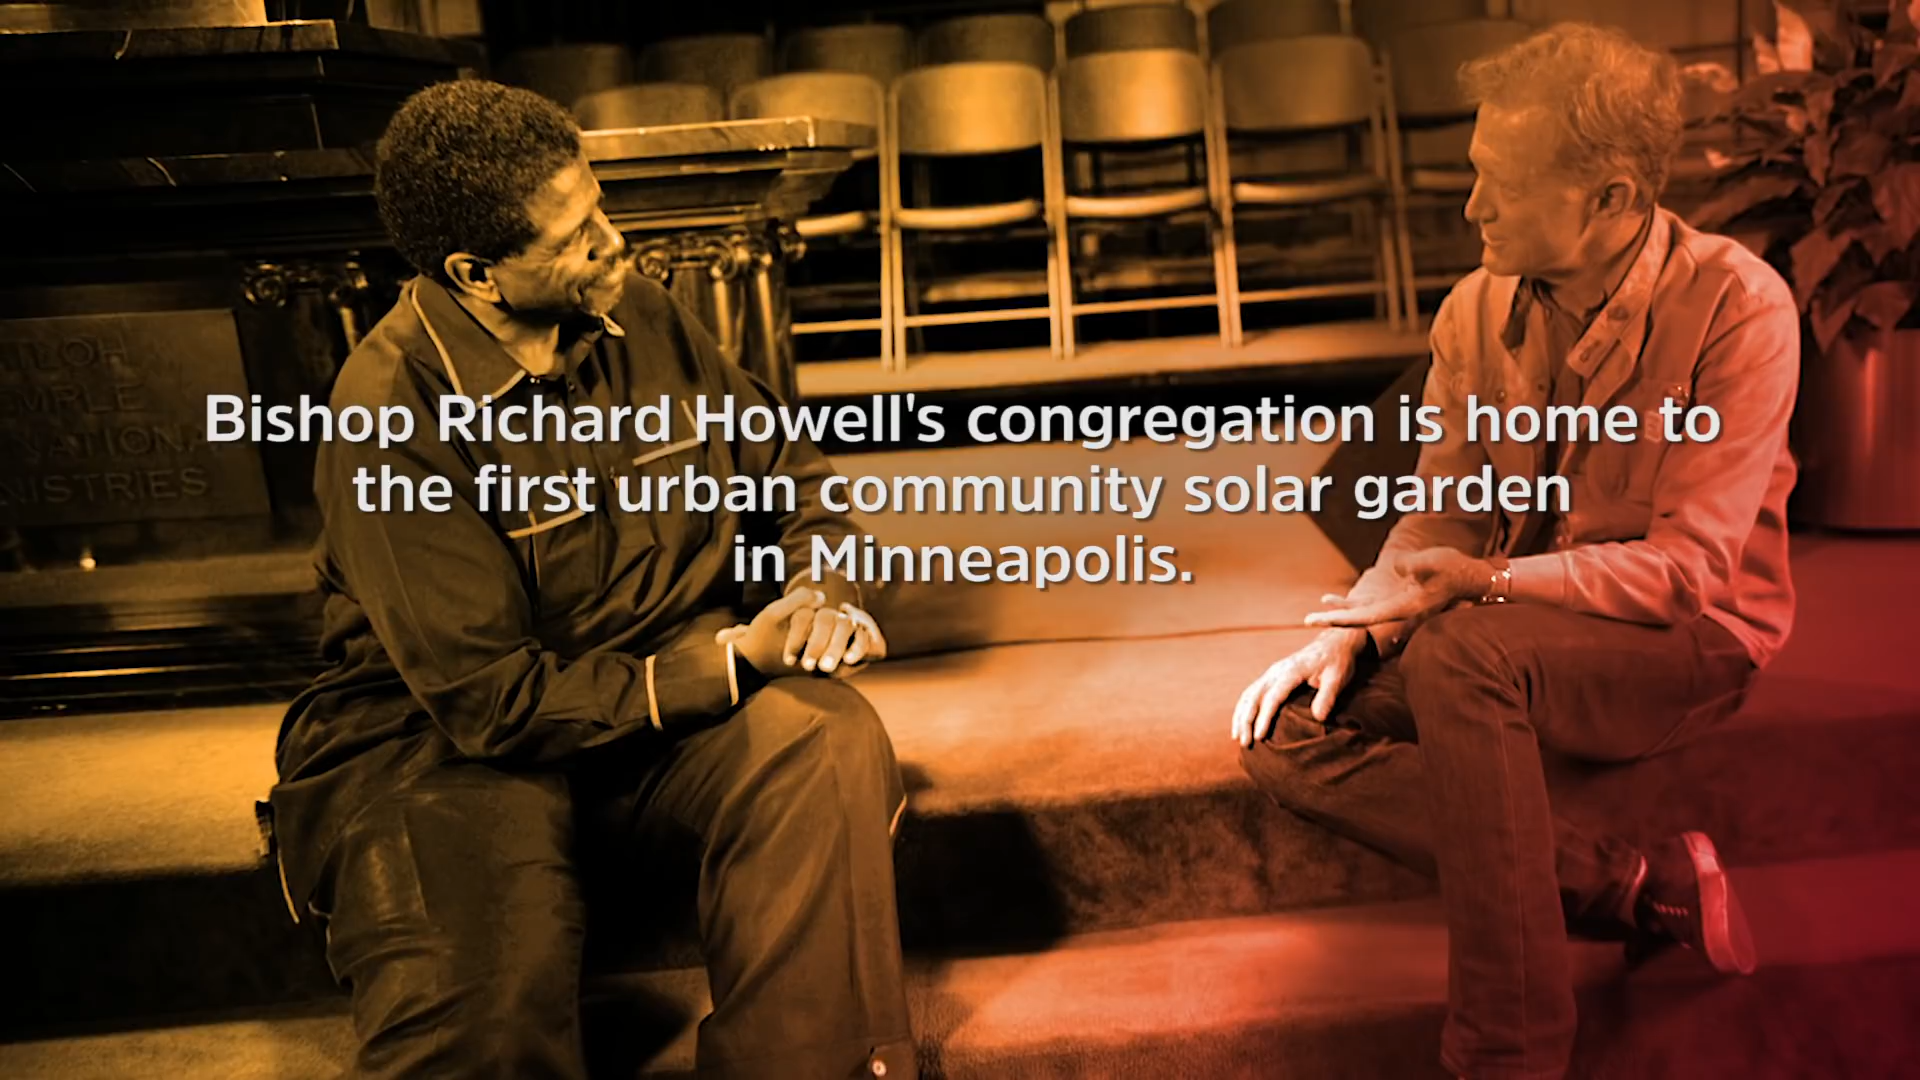 Bishop Richard Howell's congregation is home to
the first urban community solar garden
in Minneapolis.